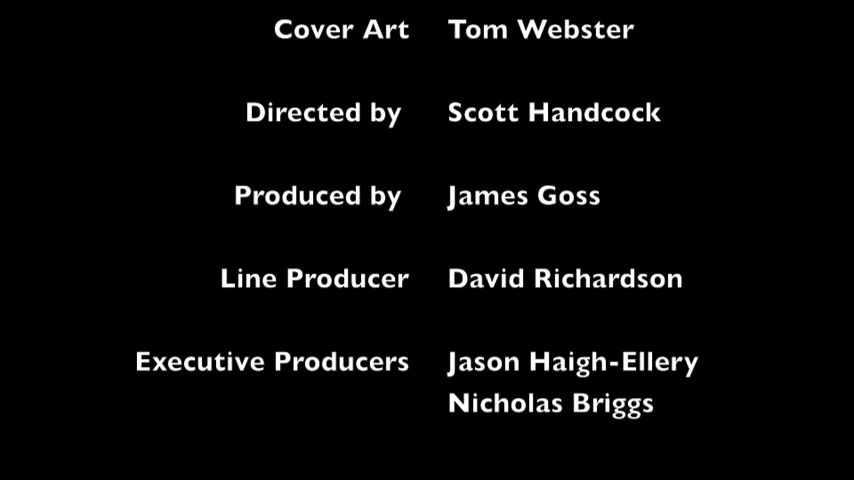 Cover Art Tom Webster
Directed by Scott Handcock
Produced by James Goss
Line Producer David Richardson
Executive Producers Jason Haigh-Ellery
Nicholas Briggs